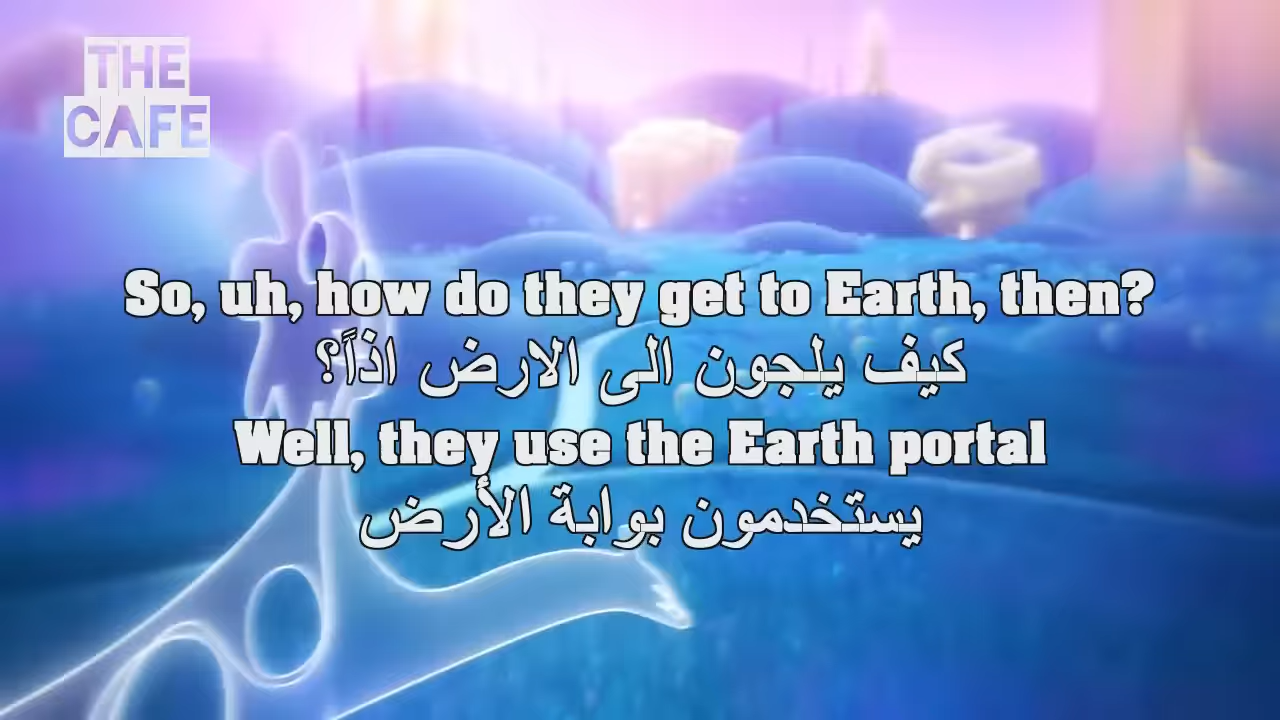 THE
CAFE
So, uh, how do they get to Earth, then?
كيف يلجون الى الارض اذاً؟
Well, they use the Earth portal
يستخدمون بوابة الأرض